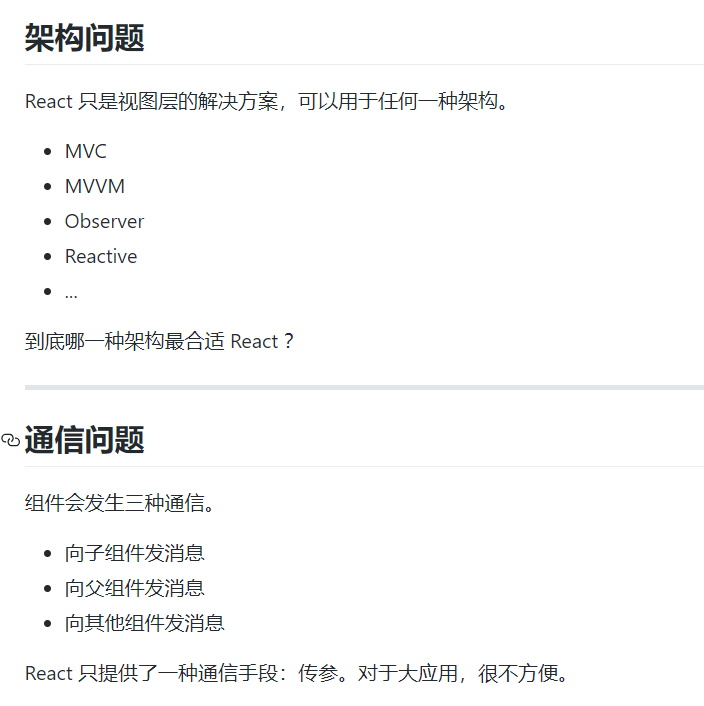 架构问题
React 只是视图层的解决方案，可以用于任何一种架构。
MVC
MVVM
Observer
Reactive
...
到底哪一种架构最合适 React ？
通信问题
组件会发生三种通信。
向子组件发消息
向父组件发消息
向其他组件发消息
React 只提供了一种通信手段：传参。对于大应用，很不方便。